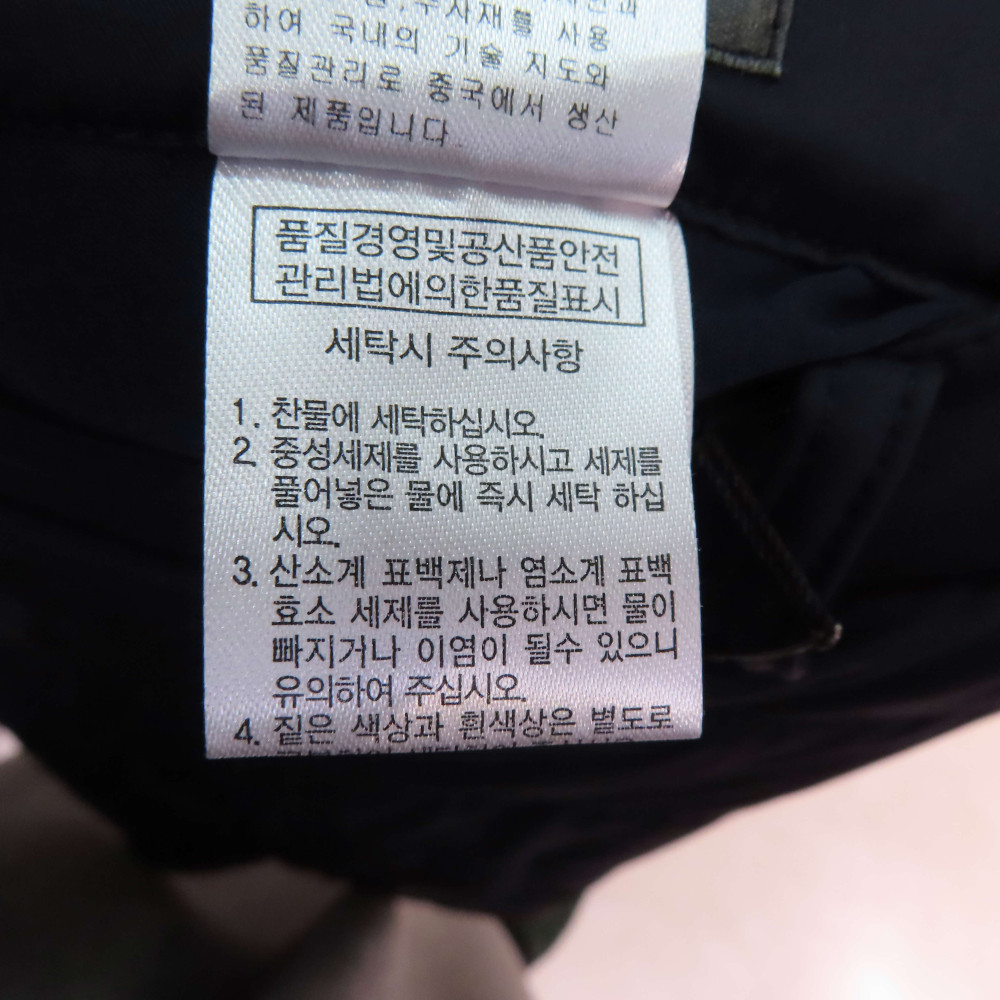 사재를 사용
하여 국내의 기술 지도와
품질관리로 중국에서 생산
된 제품입니다.
품질경영및공산품안전
관리법에의한품질표시
세탁시 주의사항
1. 찬물에 세탁하십시오.
2. 중성세제를 사용하시고 세제를
풀어넣은 물에 즉시 세탁 하십
시오.
3. 산소계 표백제나 염소계 표백
효소 세제를 사용하시면 물이
빠지거나 이염이 될수 있으니
유의하여 주십시오.
4. 짙은 색상과 흰색상은 별도로